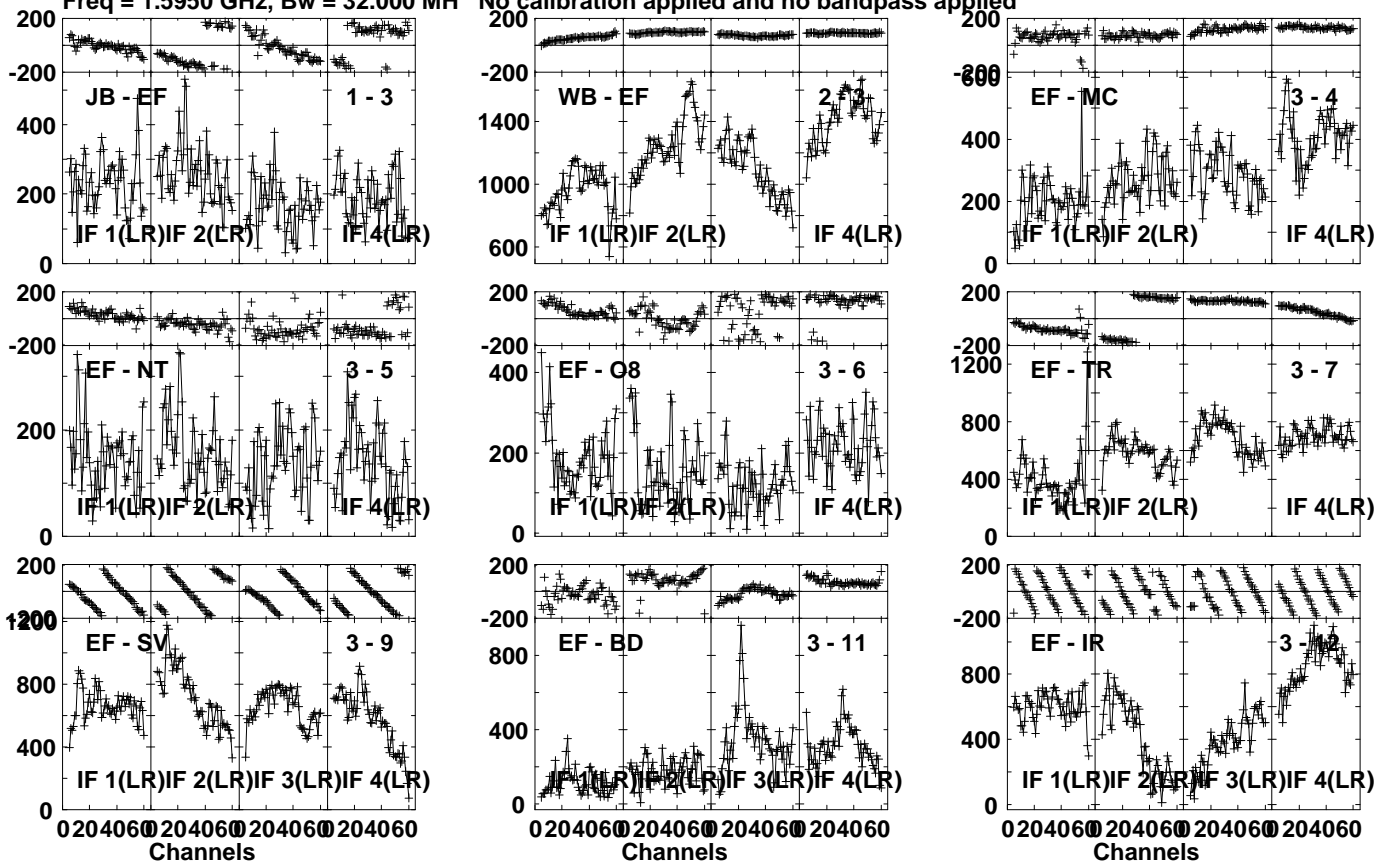 Freq = 1.5950 GHz, Bw = 32.000 MH No calibration applied and no bandpass applied
200
-200
JB - EF 1 - 3
400
200
0
IF 1(LR) IF 2(LR) IF 4(LR)
200
-200
WB - EF 2 - 3
1400
1000
600
IF 1(LR) IF 2(LR) IF 4(LR)
200
-200
600
EF - MC 3 - 4
400
200
0
IF 1(LR) IF 2(LR) IF 4(LR)
200
-200
EF - NT 3 - 5
200
0
IF 1(LR) IF 2(LR) IF 4(LR)
200
-200
400
EF - O8 3 - 6
200
0
IF 1(LR) IF 2(LR) IF 4(LR)
200
-200
1200
EF - TR 3 - 7
800
400
0
IF 1(LR) IF 2(LR) IF 4(LR)
200
-200
1200
EF - SV 3 - 9
800
400
0
IF 1(LR) IF 2(LR) IF 3(LR) IF 4(LR)
0 20 40 60 0 20 40 60 0 20 40 60 0 20 40 60
Channels
200
-200
EF - BD 3 - 11
800
400
0
IF 1(LR) IF 2(LR) IF 3(LR) IF 4(LR)
0 20 40 60 0 20 40 60 0 20 40 60 0 20 40 60
Channels
200
-200
EF - IR 3 - 12
800
400
0
IF 1(LR) IF 2(LR) IF 3(LR) IF 4(LR)
0 20 40 60 0 20 40 60 0 20 40 60 0 20 40 60
Channels